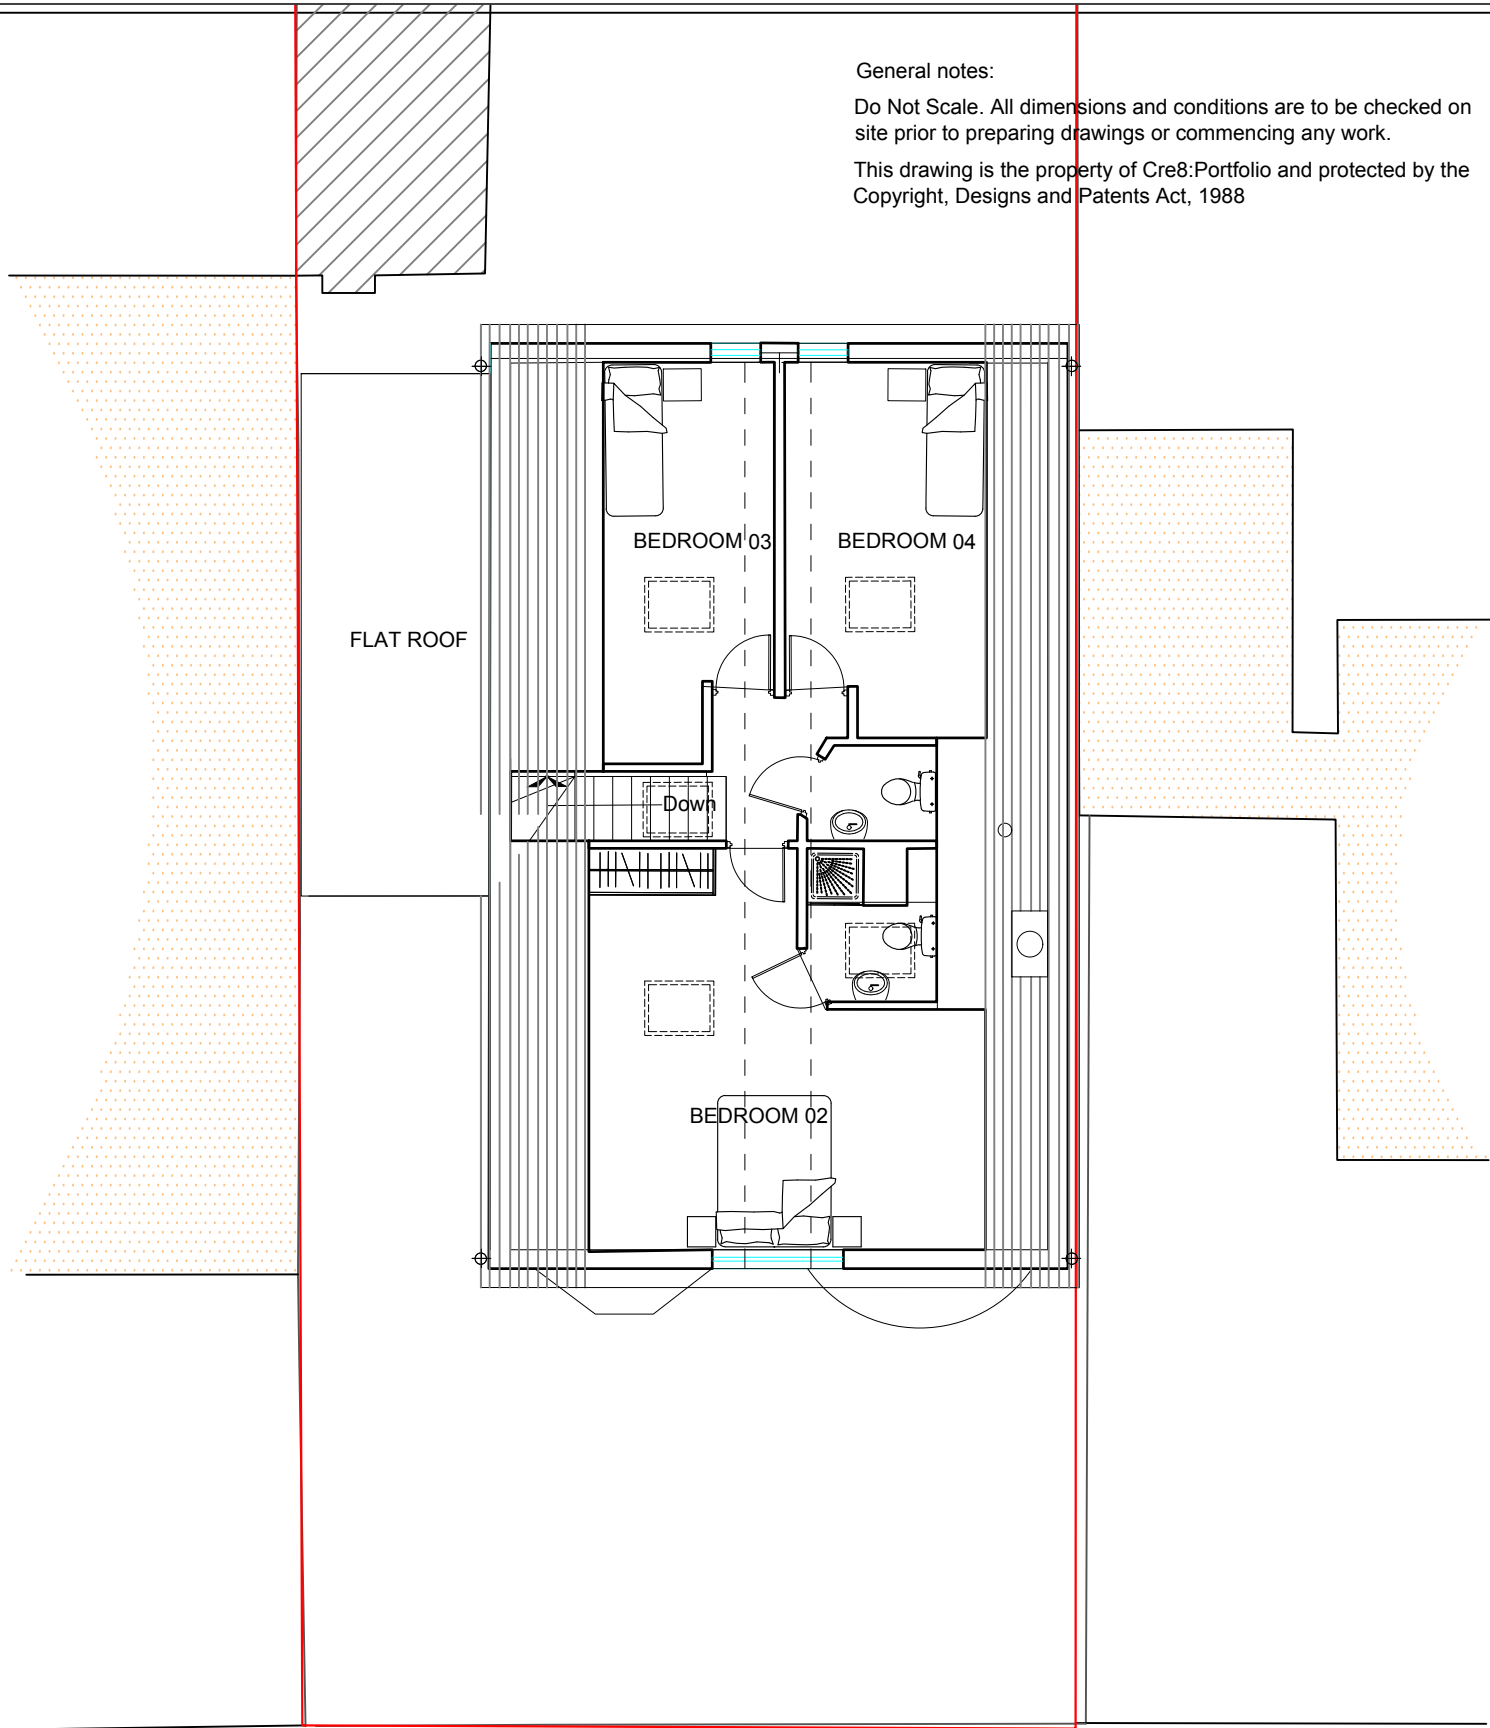 General notes:
Do Not Scale. All dimensions and conditions are to be checked on
site prior to preparing drawings or commencing any work.
This drawing is the property of Cre8:Portfolio and protected by the
Copyright, Designs and Patents Act, 1988
BEDROOM 03
BEDROOM 04
FLAT ROOF
Down
BEDROOM 02